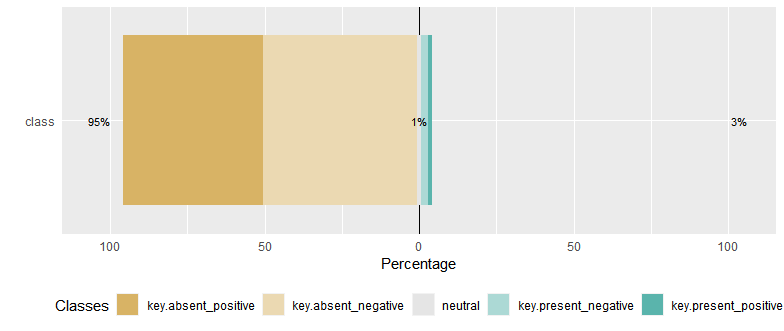 class
95%
1%
3%
100 50 0 50 100
Percentage
Classes key.absent_positive key.absent_negative neutral key.present_negative key.present_positive